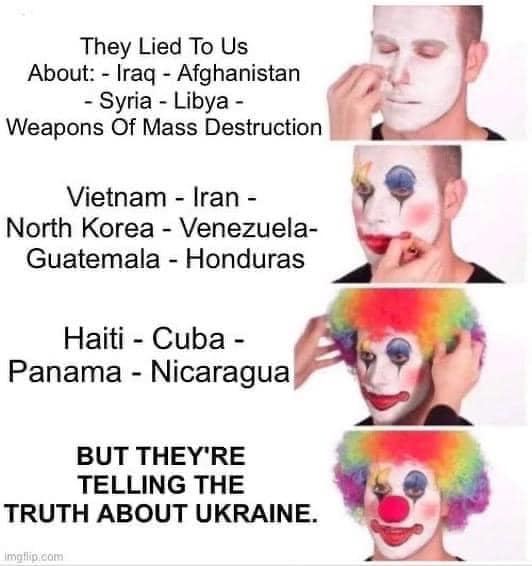 They Lied To Us
About: - Iraq - Afghanistan
- Syria - Libya -
Weapons Of Mass Destruction
Vietnam - Iran -
North Korea - Venezuela-
Guatemala - Honduras
Haiti - Cuba -
Panama - Nicaragua
BUT THEY'RE
TELLING THE
TRUTH ABOUT UKRAINE.
imgflip.com